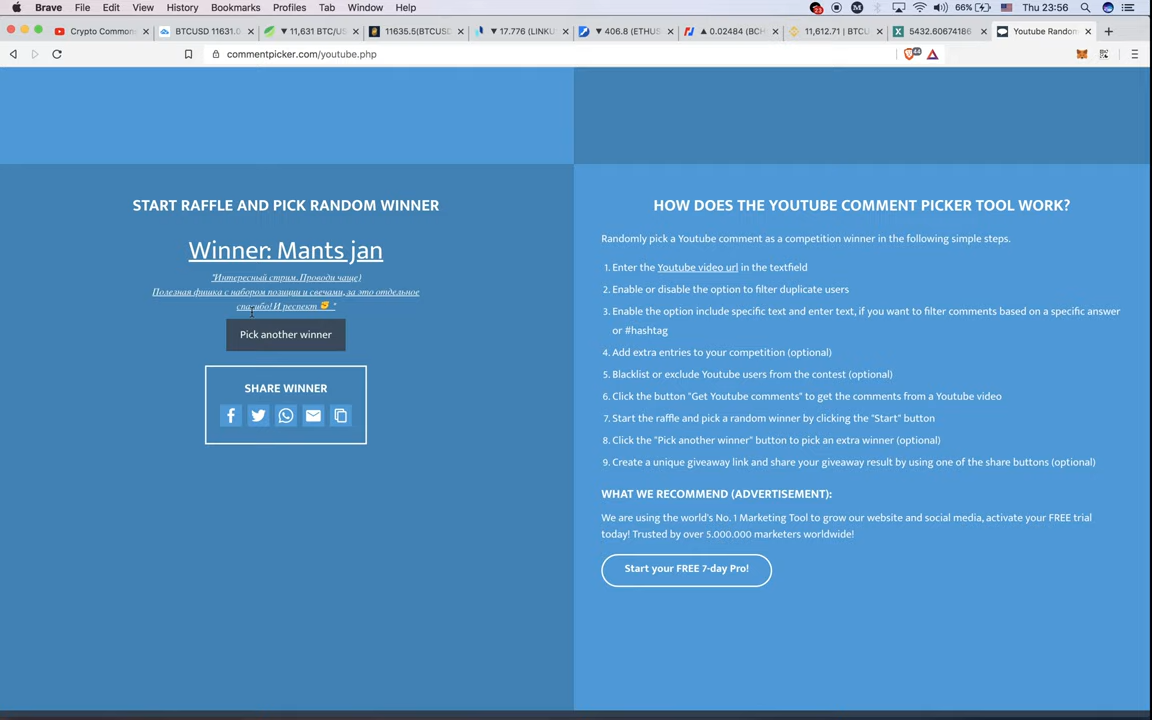 Brave File Edit View History Bookmarks Profiles Tab Window Help 66% Thu 23:56
Crypto Common BTCUSD 11631.0 ▼ 11,631 BTC/US 11635.5(BTCUSD ▼ 17.776 (LINKU ▼ 406.8 (ETHUS ▲ 0.02484 (BCH 11,612.71 | BTCU 5432.60674186 Youtube Random
commentpicker.com/youtube.php
START RAFFLE AND PICK RANDOM WINNER
Winner: Mants jan
"Интересный стрим. Проводи чаще)
Полезная фишка с набором позиции и свечами, за это отдельное
спасибо! И респект ✊ "
Pick another winner
SHARE WINNER
HOW DOES THE YOUTUBE COMMENT PICKER TOOL WORK?
Randomly pick a Youtube comment as a competition winner in the following simple steps.
1. Enter the Youtube video url in the textfield
2. Enable or disable the option to filter duplicate users
3. Enable the option include specific text and enter text, if you want to filter comments based on a specific answer
or #hashtag
4. Add extra entries to your competition (optional)
5. Blacklist or exclude Youtube users from the contest (optional)
6. Click the button "Get Youtube comments" to get the comments from a Youtube video
7. Start the raffle and pick a random winner by clicking the "Start" button
8. Click the "Pick another winner" button to pick an extra winner (optional)
9. Create a unique giveaway link and share your giveaway result by using one of the share buttons (optional)
WHAT WE RECOMMEND (ADVERTISEMENT):
We are using the world's No. 1 Marketing Tool to grow our website and social media, activate your FREE trial
today! Trusted by over 5.000.000 marketers worldwide!
Start your FREE 7-day Pro!